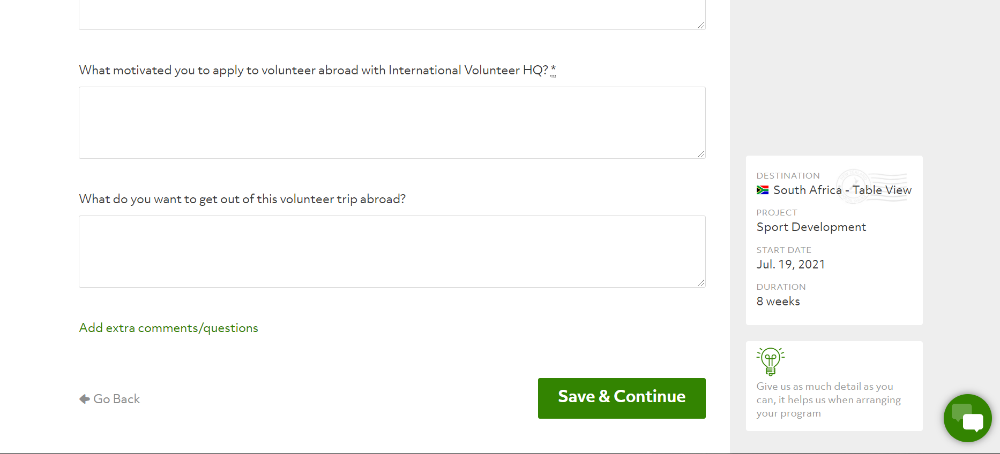 What motivated you to apply to volunteer abroad with International Volunteer HQ? *
What do you want to get out of this volunteer trip abroad?
Add extra comments/questions
Go Back
Save & Continue
DESTINATION
South Africa - Table View
PROJECT
Sport Development
START DATE
Jul. 19, 2021
DURATION
8 weeks
Give us as much detail as you
can, it helps us when arranging
your program